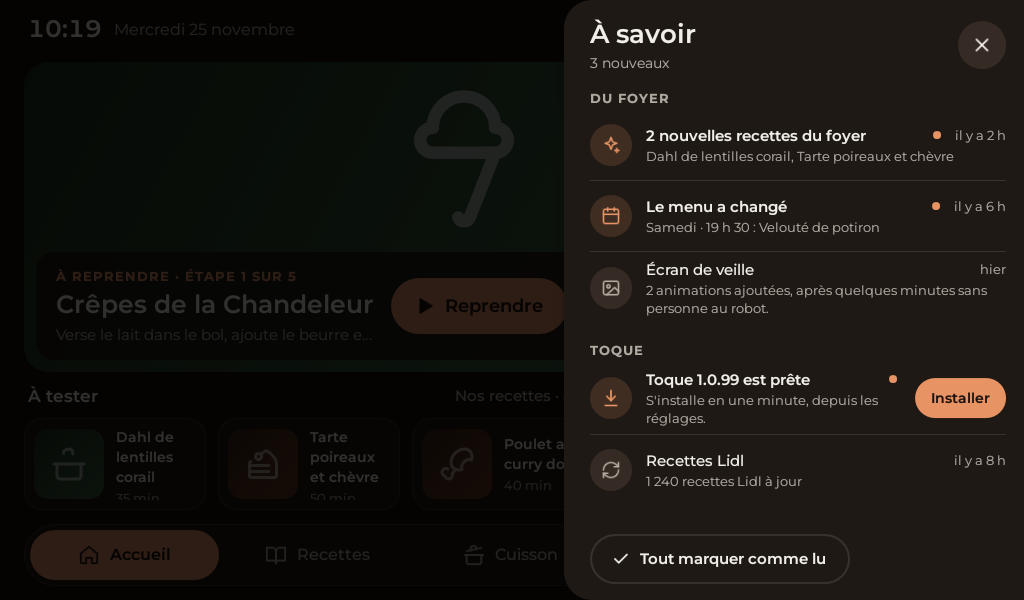 10:19 Mercredi 25 novembre
À REPRENDRE · ÉTAPE 1 SUR 5
Crêpes de la Chandeleur
Verse le lait dans le bol, ajoute le beurre e...
Reprendre
À tester
Nos recettes ·
Dahl de
lentilles
corail
35 min
Tarte
poireaux
et chèvre
50 min
Poulet a
curry do
40 min
Accueil
Recettes
Cuisson
À savoir
3 nouveaux
DU FOYER
2 nouvelles recettes du foyer
il y a 2 h
Dahl de lentilles corail, Tarte poireaux et chèvre
Le menu a changé
il y a 6 h
Samedi · 19 h 30 : Velouté de potiron
Écran de veille
hier
2 animations ajoutées, après quelques minutes sans
personne au robot.
TOQUE
Toque 1.0.99 est prête
S'installe en une minute, depuis les
réglages.
Installer
Recettes Lidl
il y a 8 h
1 240 recettes Lidl à jour
Tout marquer comme lu